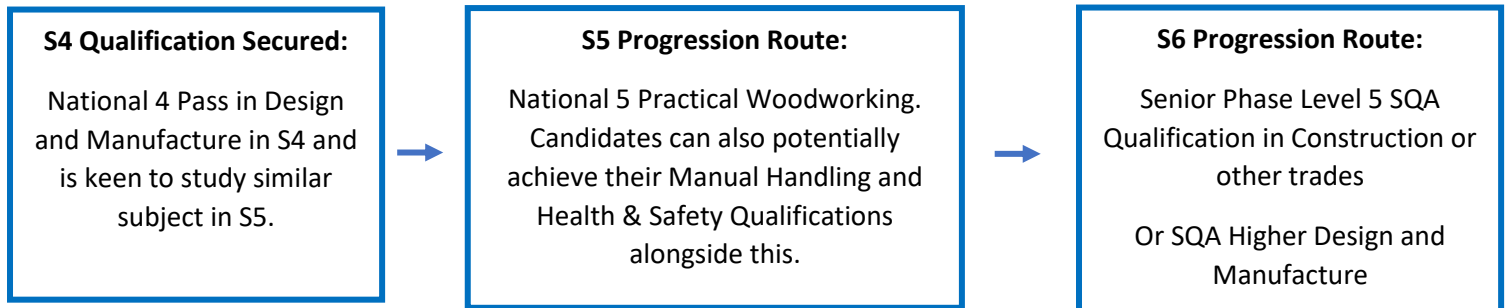 S4 Qualification Secured:
National 4 Pass in Design
and Manufacture in S4 and
is keen to study similar
subject in S5.
S5 Progression Route:
National 5 Practical Woodworking.
Candidates can also potentially
achieve their Manual Handling and
Health & Safety Qualifications
alongside this.
S6 Progression Route:
Senior Phase Level 5 SQA
Qualification in Construction or
other trades
Or SQA Higher Design and
Manufacture